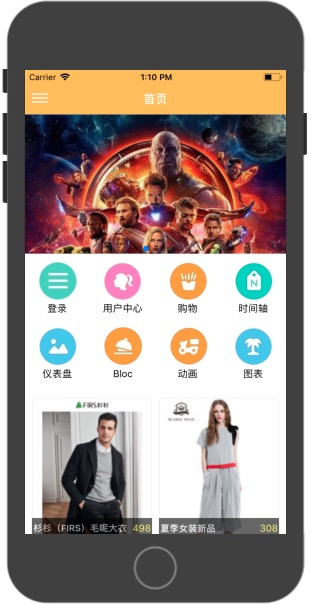 Carrier 1:10 PM
首页
登录 用户中心 购物 时间轴
N
仪表盘 Bloc 动画 图表
FIRS杉杉
杉杉（FIRS）毛呢大衣 498
夏季女装新品 308